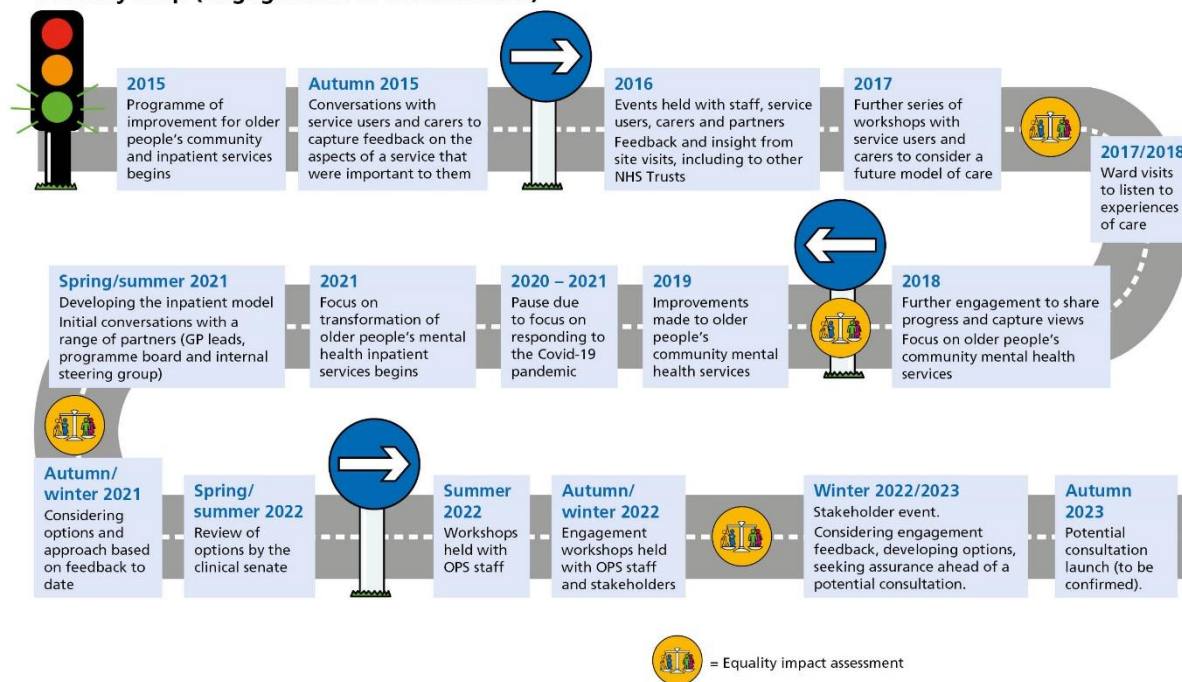 2015
Programme of
improvement for older
people's community
and inpatient services
begins
Autumn 2015
Conversations with
service users and carers to
capture feedback on the
aspects of a service that
were important to them
2016
Events held with staff, service
users, carers and partners
Feedback and insight from
site visits, including to other
NHS Trusts
2017
Further series of
workshops with
service users and
carers to consider a
future model of care
2017/2018
Ward visits
to listen to
experiences
of care
2018
Further engagement to share
progress and capture views
Focus on older people's
community mental health
services
2019
Improvements
made to older
people's
community mental
health services
2020 – 2021
Pause due
to focus on
responding to
the Covid-19
pandemic
2021
Focus on
transformation of
older people's mental
health inpatient
services begins
Spring/summer 2021
Developing the inpatient model
Initial conversations with a
range of partners (GP leads,
programme board and internal
steering group)
Autumn/
winter 2021
Considering
options and
approach based
on feedback to
date
Spring/
summer 2022
Review of
options by the
clinical senate
Summer
2022
Workshops
held with
OPS staff
Autumn/
winter 2022
Engagement
workshops held
with OPS staff
and stakeholders
Winter 2022/2023
Stakeholder event.
Considering engagement
feedback, developing options,
seeking assurance ahead of a
potential consultation.
Autumn
2023
Potential
consultation
launch (to be
confirmed).
= Equality impact assessment